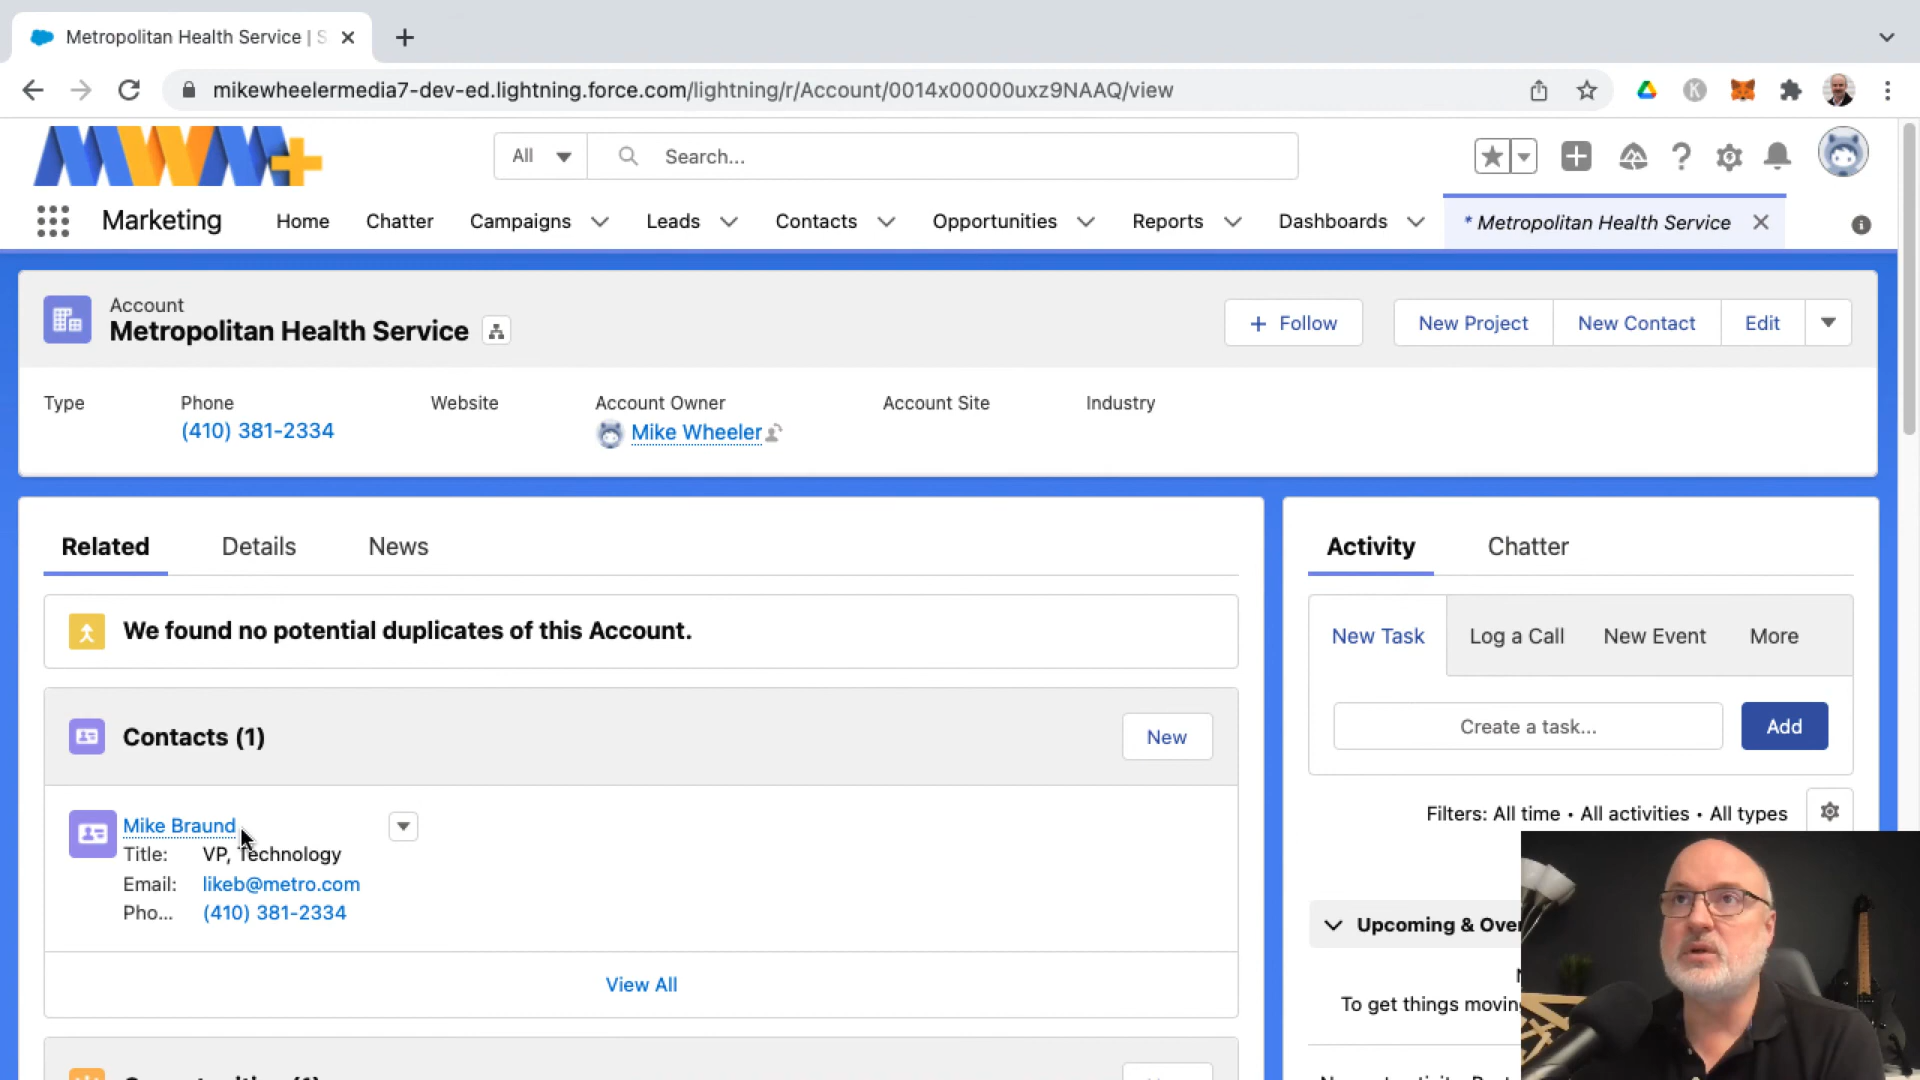 Metropolitan Health Service | S
mikewheelermedia7-dev-ed.lightning.force.com/lightning/r/Account/0014x00000uxz9NAAQ/view
MWM+
All
Search...
Marketing
Home
Chatter
Campaigns
Leads
Contacts
Opportunities
Reports
Dashboards
* Metropolitan Health Service
Account
Metropolitan Health Service
+ Follow
New Project
New Contact
Edit
Type
Phone
(410) 381-2334
Website
Account Owner
Mike Wheeler
Account Site
Industry
Related
Details
News
We found no potential duplicates of this Account.
Contacts (1)
New
Mike Braund
Title: VP, Technology
Email: likeb@metro.com
Pho... (410) 381-2334
View All
Activity
Chatter
New Task
Log a Call
New Event
More
Create a task...
Add
Filters: All time • All activities • All types
Upcoming & Over
To get things movin